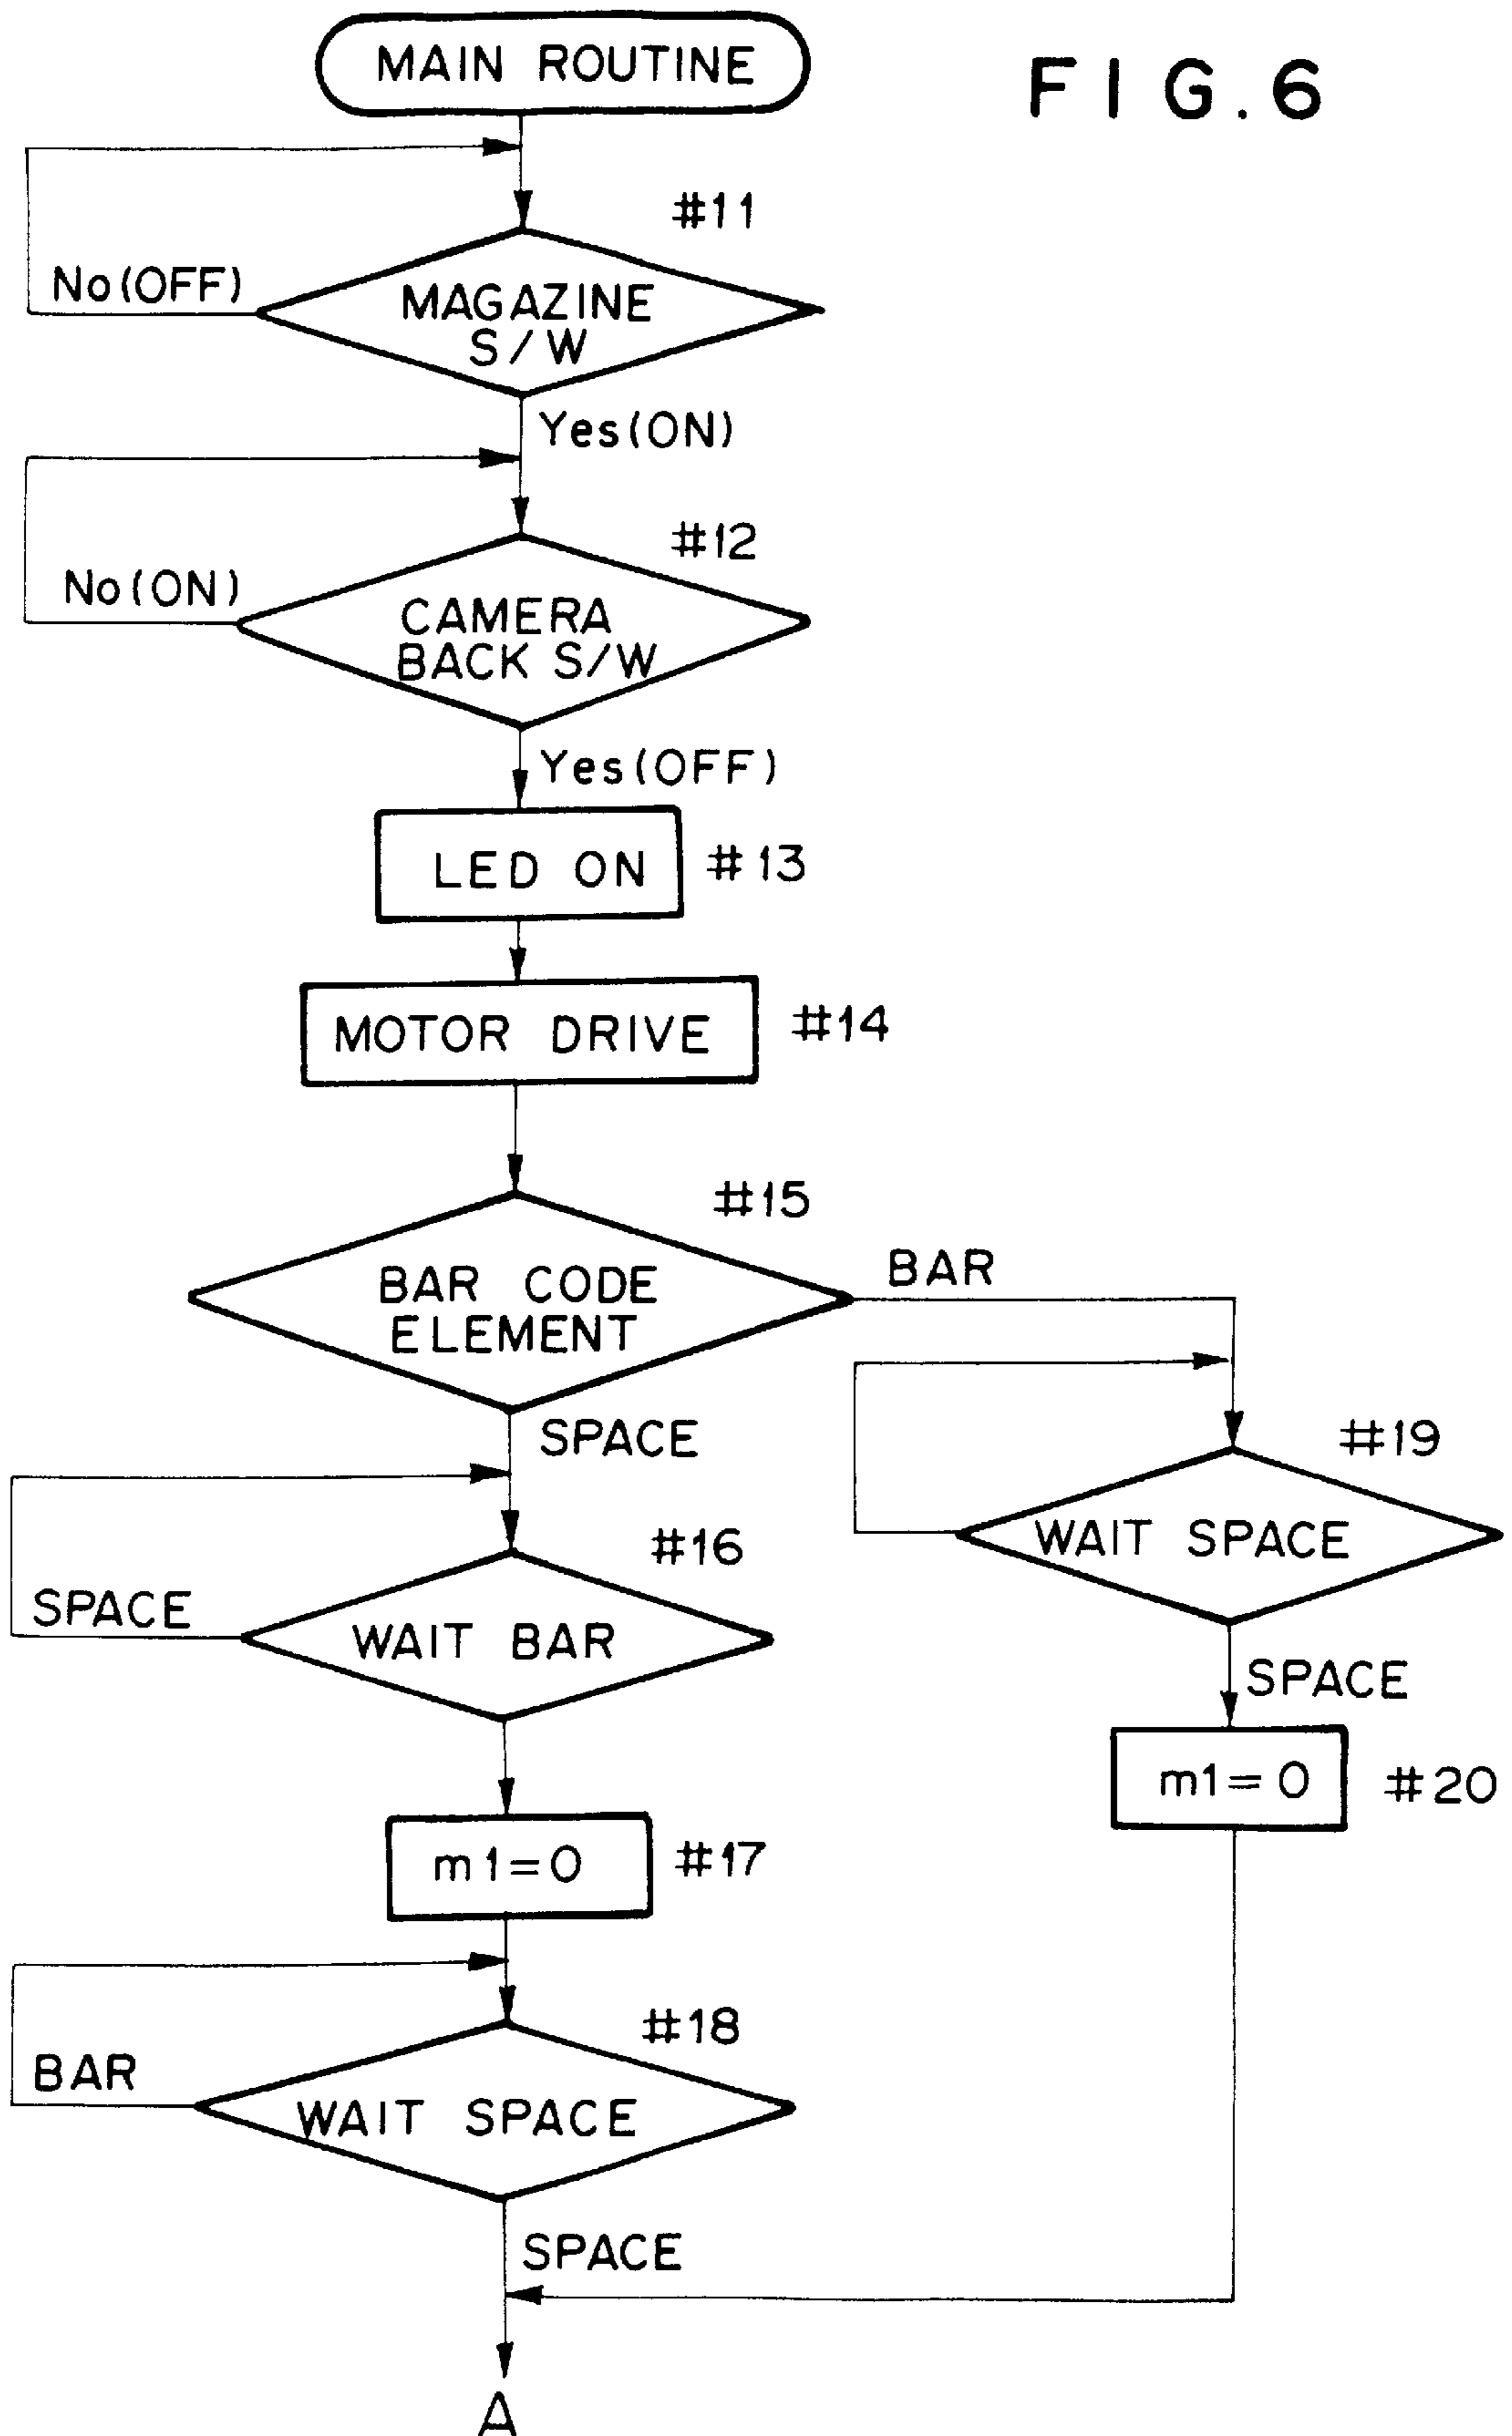 MAIN ROUTINE
FIG.6
#11
No(OFF)
MAGAZINE
S/W
Yes(ON)
#12
No(ON)
CAMERA
BACK S/W
Yes(OFF)
LED ON
#13
MOTOR DRIVE
#14
#15
BAR CODE
ELEMENT
BAR
SPACE
#19
WAIT SPACE
#16
SPACE
WAIT BAR
SPACE
m1=0
#20
m1=0
#17
#18
BAR
WAIT SPACE
SPACE
A